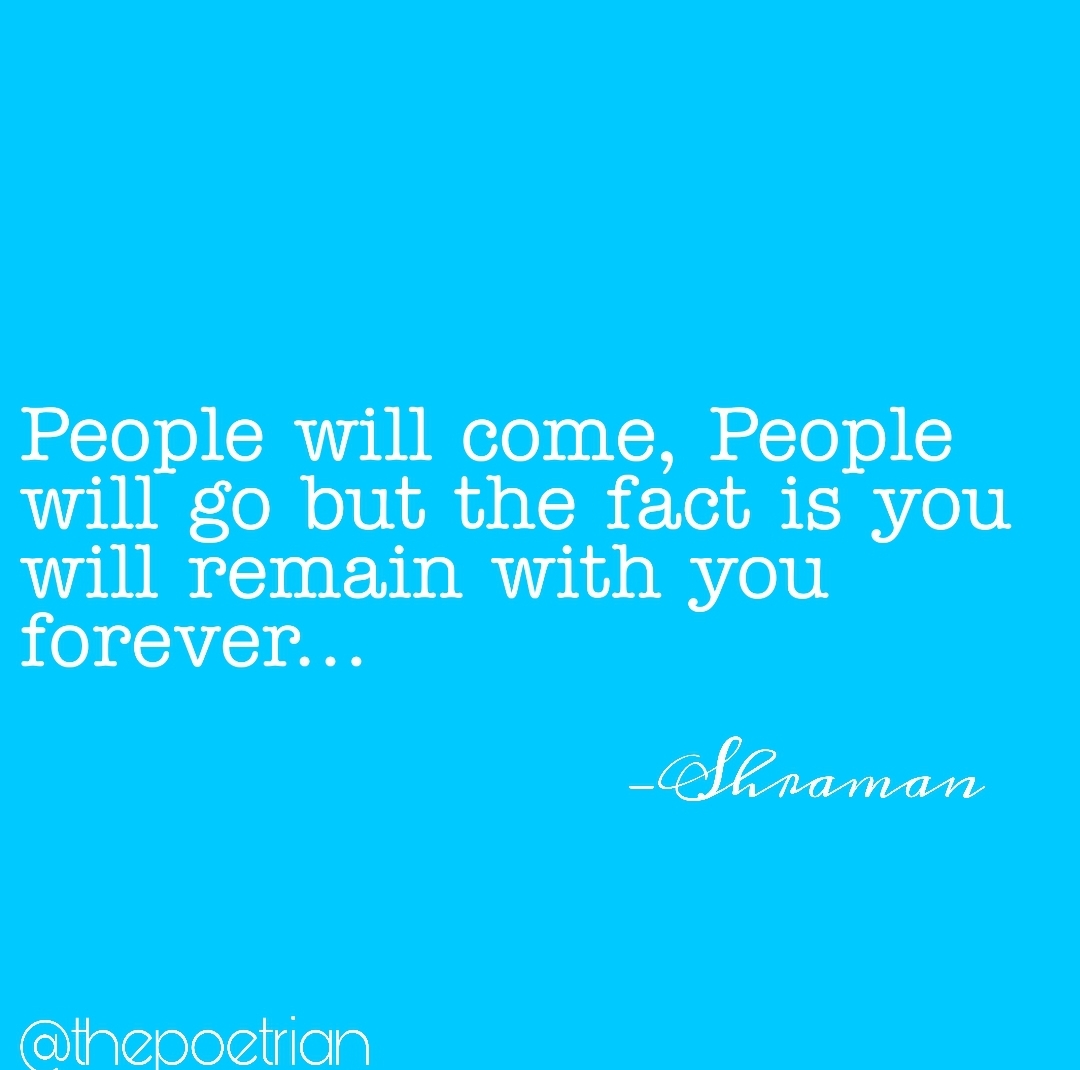 People will come, People
will go but the fact is you
will remain with you
forever...
-Shraman
@thepoetrian